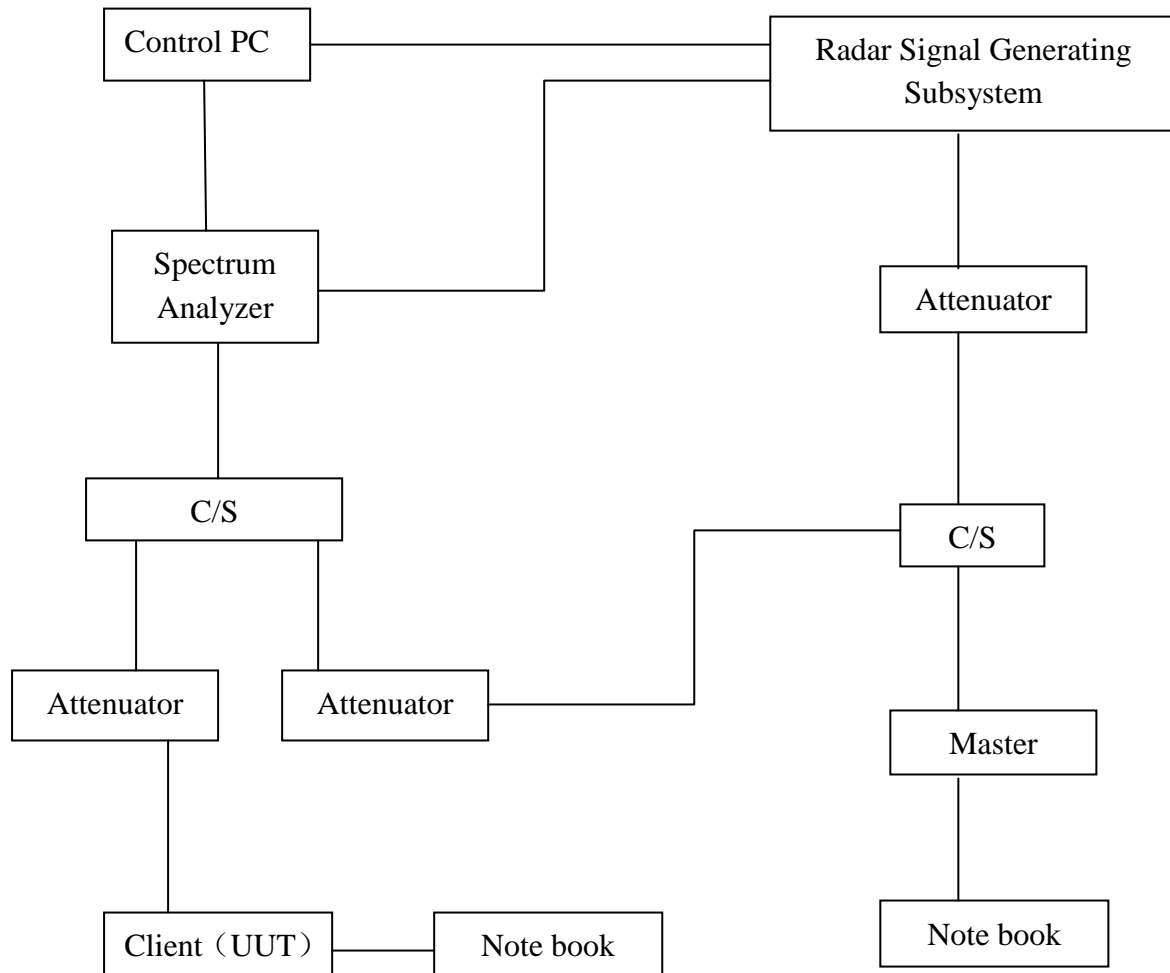 Control PC
Radar Signal Generating
Subsystem
Spectrum
Analyzer
Attenuator
C/S
C/S
Attenuator
Attenuator
Master
Client（UUT）
Note book
Note book